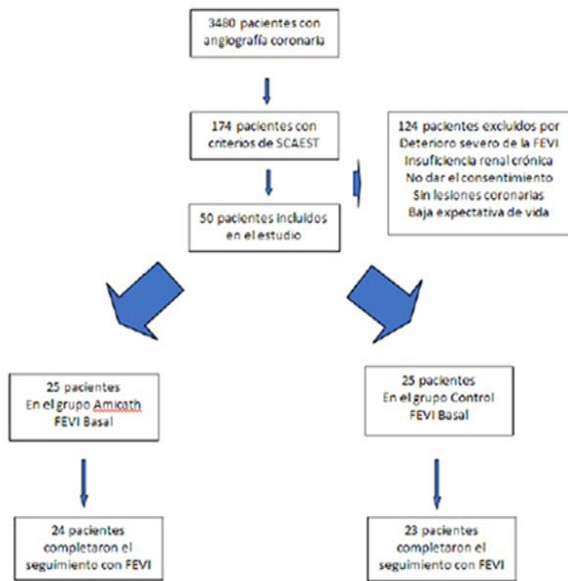 3480 pacientes con
angiografía coronaria
174 pacientes con
criterios de SCAEST
124 pacientes excluidos por
Deterioro severo de la FEVI
Insuficiencia renal crónica
No dar el consentimiento
Sin lesiones coronarias
Baja expectativa de vida
50 pacientes incluidos
en el estudio
25 pacientes
En el grupo Amicath
FEVI Basal
25 pacientes
En el grupo Control
FEVI Basal
24 pacientes
completaron el
seguimiento con FEVI
23 pacientes
completaron el
seguimiento con FEVI